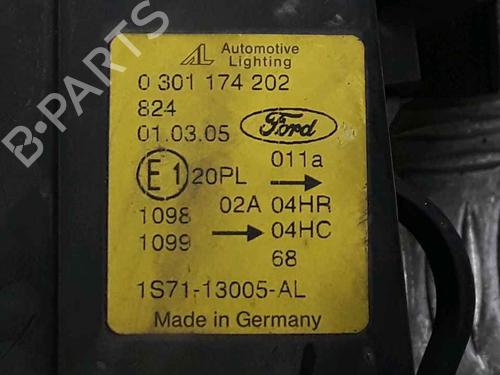 AL Automotive
Lighting
0 301 174 202
824
01.03.05
Ford
011a
E1 20PL
02A 04HR
1098
1099
04HC
68
1S71-13005-AL
Made in Germany
B-PARTS